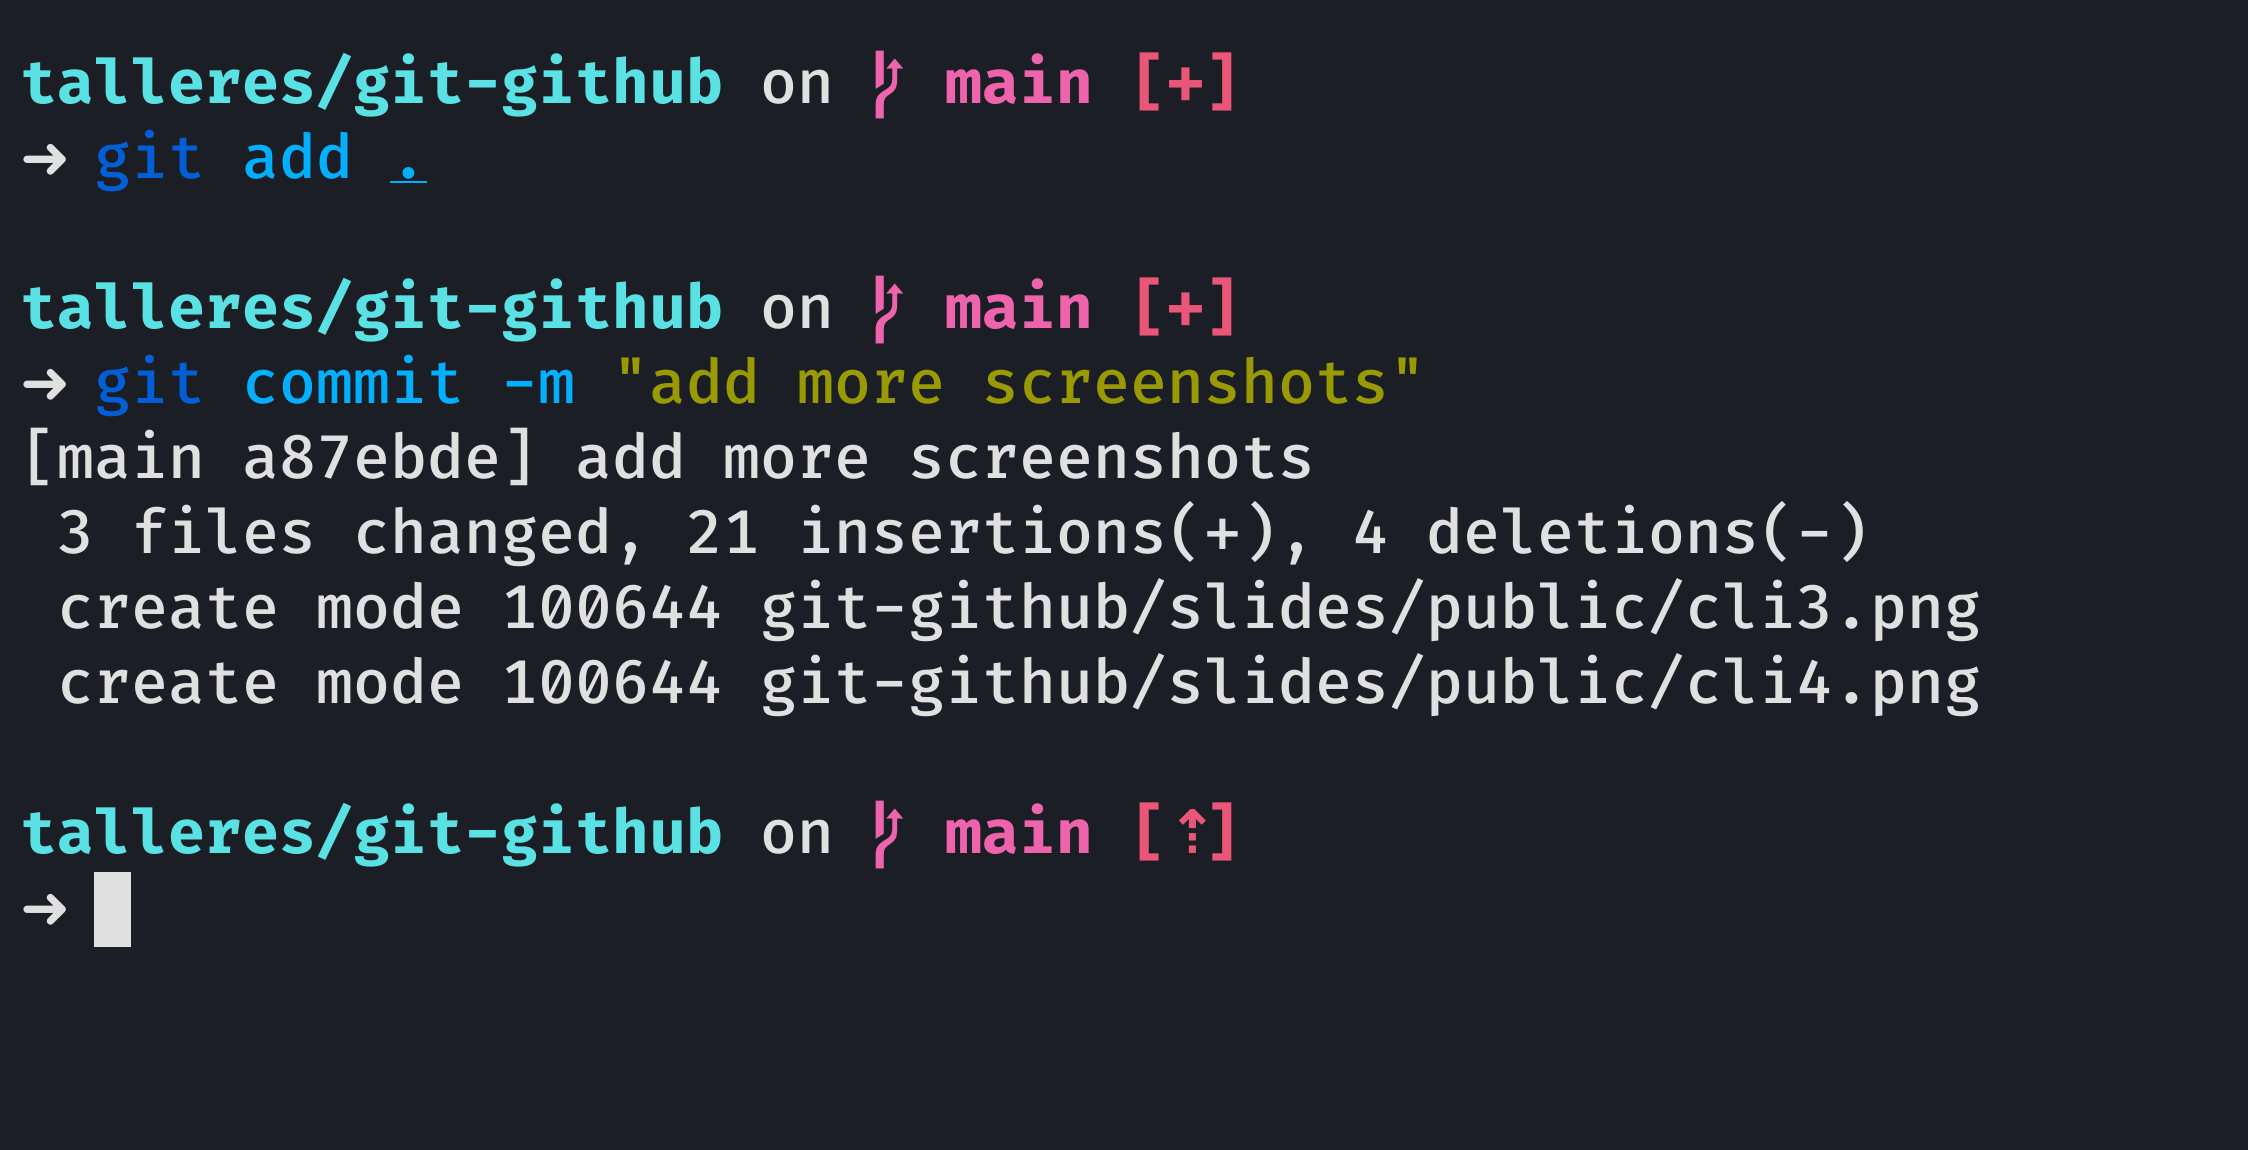 talleres/git-github on  main [+]
➜ git add .
talleres/git-github on  main [+]
➜ git commit -m "add more screenshots"
[main a87ebde] add more screenshots
 3 files changed, 21 insertions(+), 4 deletions(-)
 create mode 100644 git-github/slides/public/cli3.png
 create mode 100644 git-github/slides/public/cli4.png
talleres/git-github on  main [⇡]
➜